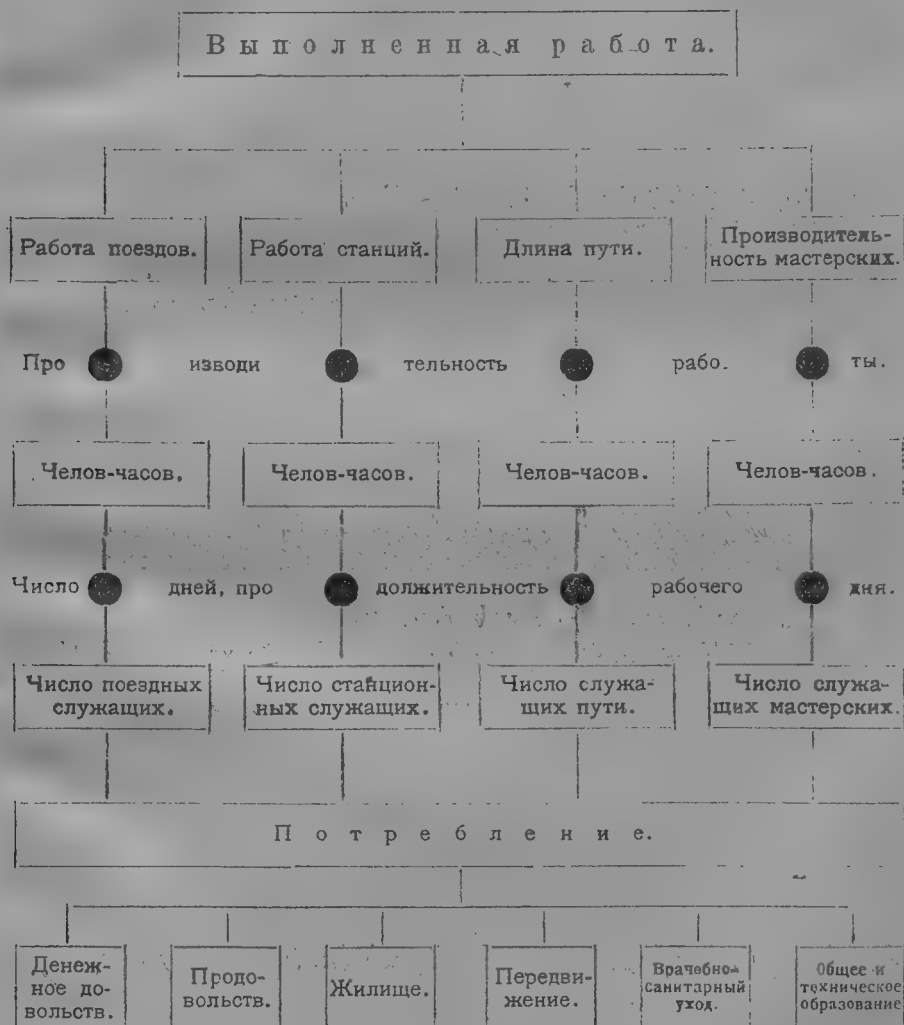 Выполненная работа.
Работа поездов.
Работа станций.
Длина пути.
Производитель-
ность мастерских.
Про изводи тельность рабо. ты.
Челов-часов. Челов-часов. Челов-часов. Челов-часов.
Число дней, про должительность рабочего дня.
Число поездных
служащих.
Число станцион-
ных служащих.
Число служа-
щих пути.
Число служа-
щих мастерских.
Потребление.
Денеж-
ное до-
вольств.
Продо-
вольств.
Жилище.
Передви-
жение.
Врачебно-
санитарный
уход.
Общее и
техническое
образование